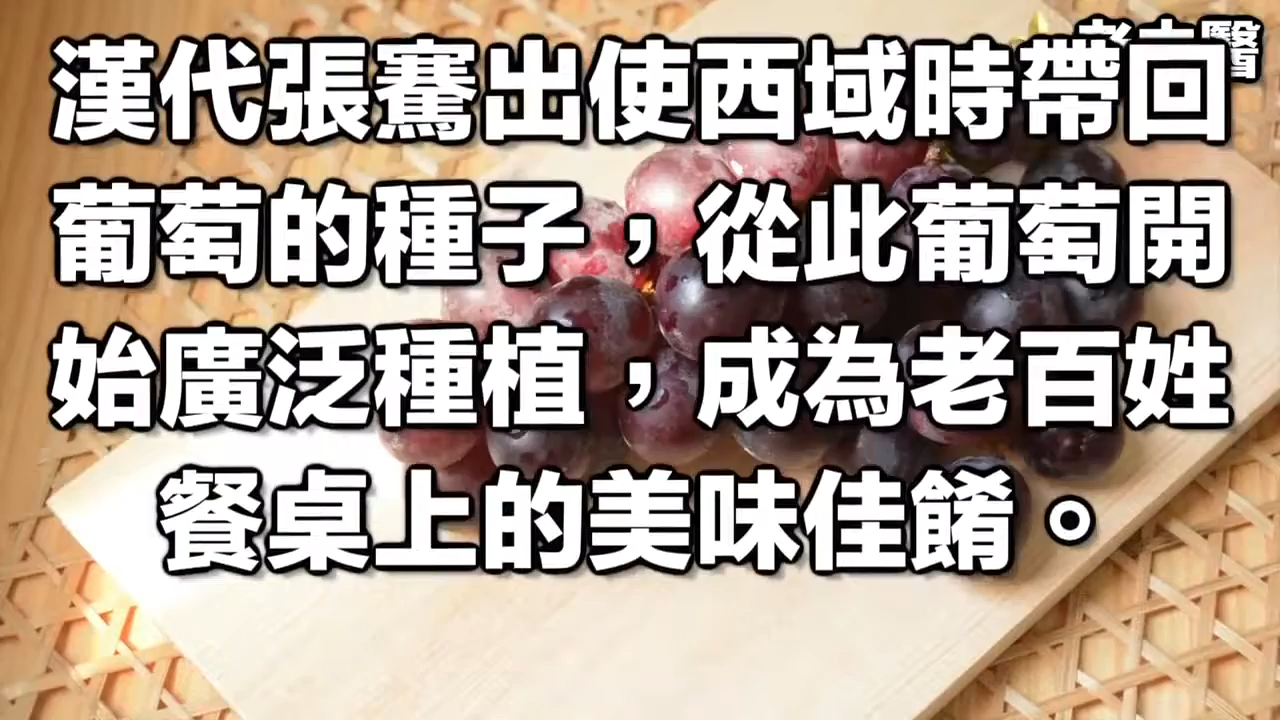 漢代張騫出使西域時帶回
葡萄的種子，從此葡萄開
始廣泛種植，成為老百姓
餐桌上的美味佳餚。